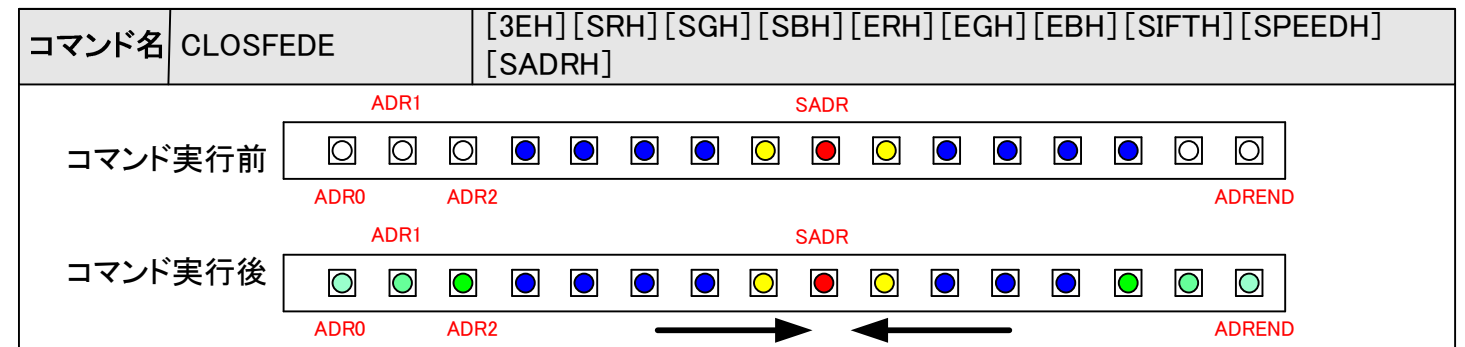 コマンド名 CLOSFEDE [3EH][SRH][SGH][SBH][ERH][EGH][EBH][SIFTH][SPEEDH]
[SADRH]
ADR1 SADR
コマンド実行前
ADR0 ADR2 ADREND
ADR1 SADR
コマンド実行後
ADR0 ADR2 ADREND